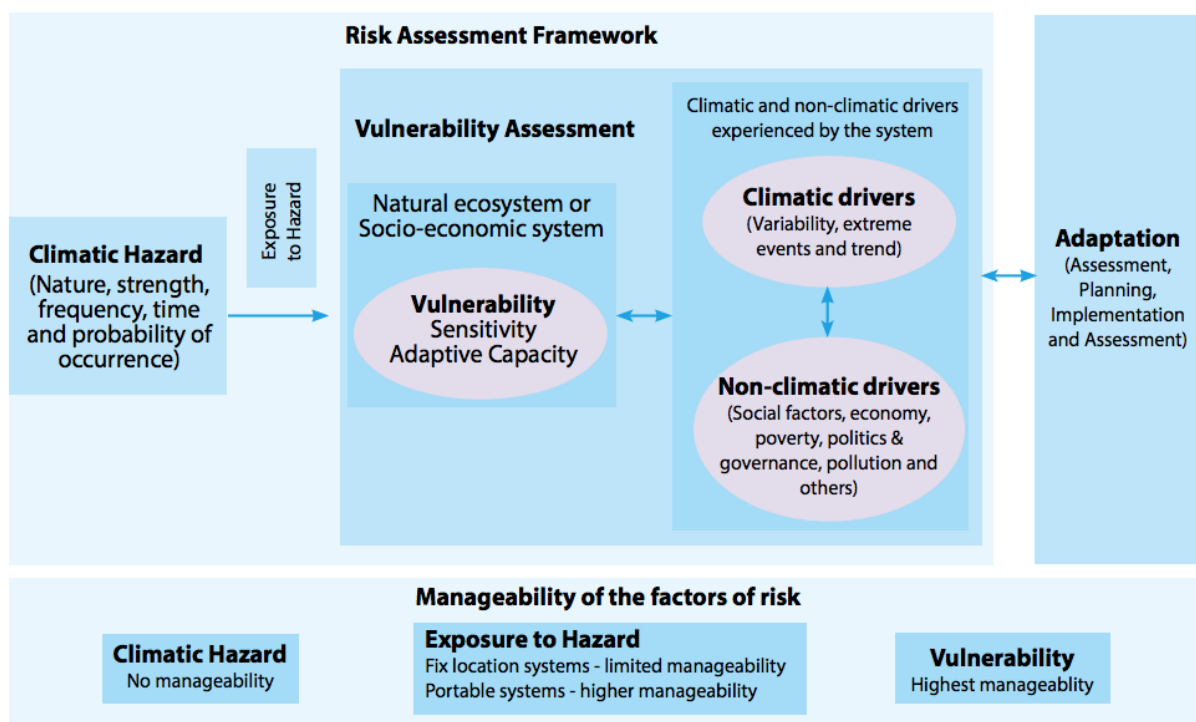 Risk Assessment Framework
Climatic Hazard
(Nature, strength,
frequency, time
and probability of
occurrence)
Exposure
to Hazard
Vulnerability Assessment
Natural ecosystem or
Socio-economic system
Vulnerability
Sensitivity
Adaptive Capacity
Climatic and non-climatic drivers
experienced by the system
Climatic drivers
(Variability, extreme
events and trend)
Non-climatic drivers
(Social factors, economy,
poverty, politics &
governance, pollution and
others)
Adaptation
(Assessment,
Planning,
Implementation
and Assessment)
Manageability of the factors of risk
Climatic Hazard
No manageability
Exposure to Hazard
Fix location systems - limited manageability
Portable systems - higher manageability
Vulnerability
Highest manageablity